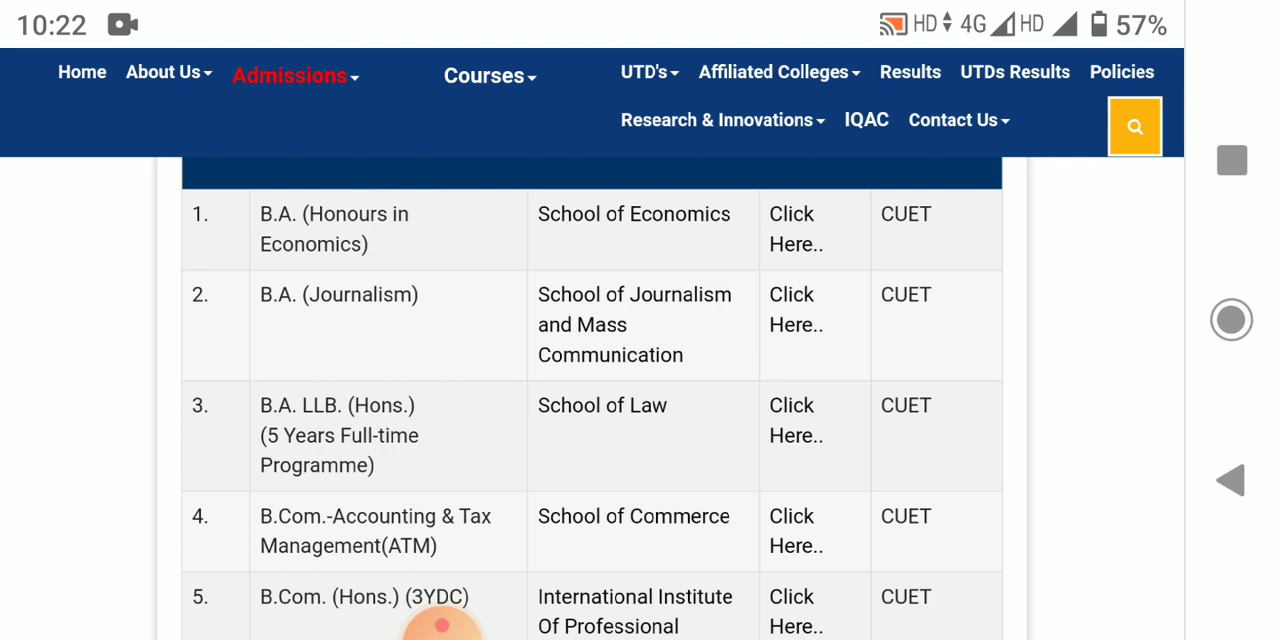 10:22 HD 4G HD 57%
Home About Us Admissions Courses UTD's Affiliated Colleges Results UTDs Results Policies
Research & Innovations IQAC Contact Us
1. B.A. (Honours in School of Economics Click CUET
Economics) Here..
2. B.A. (Journalism) School of Journalism Click CUET
and Mass Here..
Communication
3. B.A. LLB. (Hons.) School of Law Click CUET
(5 Years Full-time Here..
Programme)
4. B.Com.-Accounting & Tax School of Commerce Click CUET
Management(ATM) Here..
5. B.Com. (Hons.) (3YDC) International Institute Click CUET
Of Professional Here..